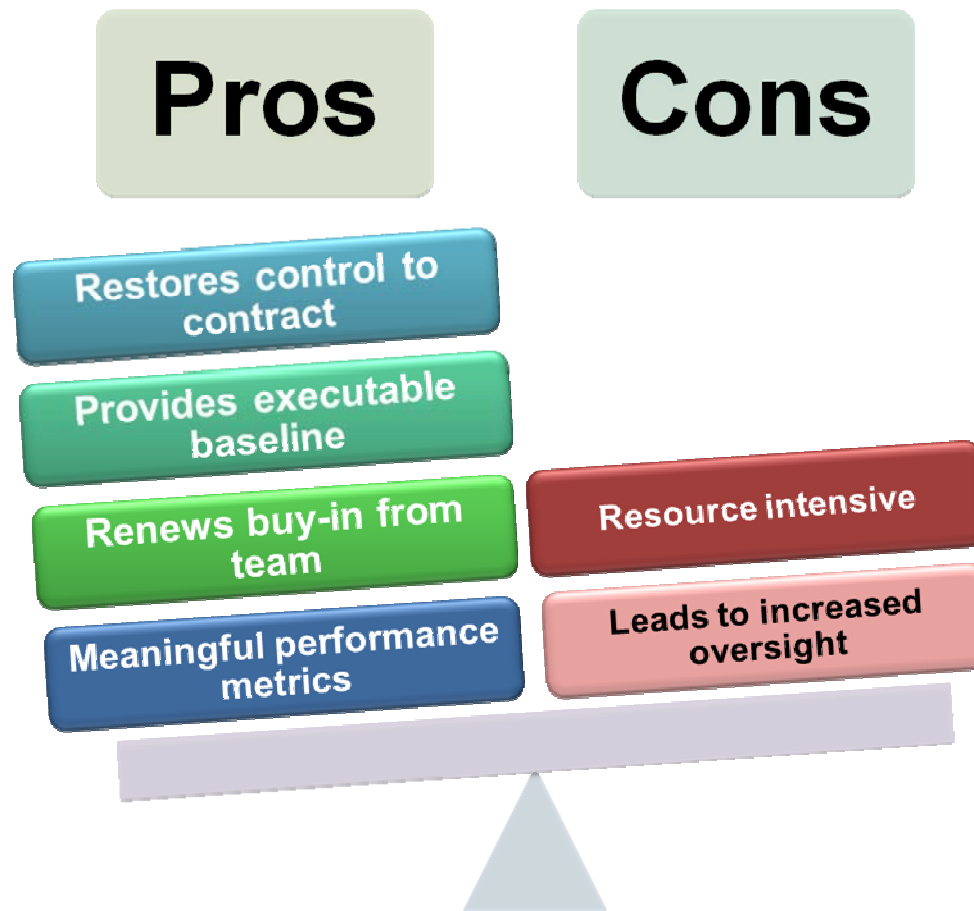 Pros
Cons
Restores control to
contract
Provides executable
baseline
Renews buy-in from
team
Meaningful performance
metrics
Resource intensive
Leads to increased
oversight